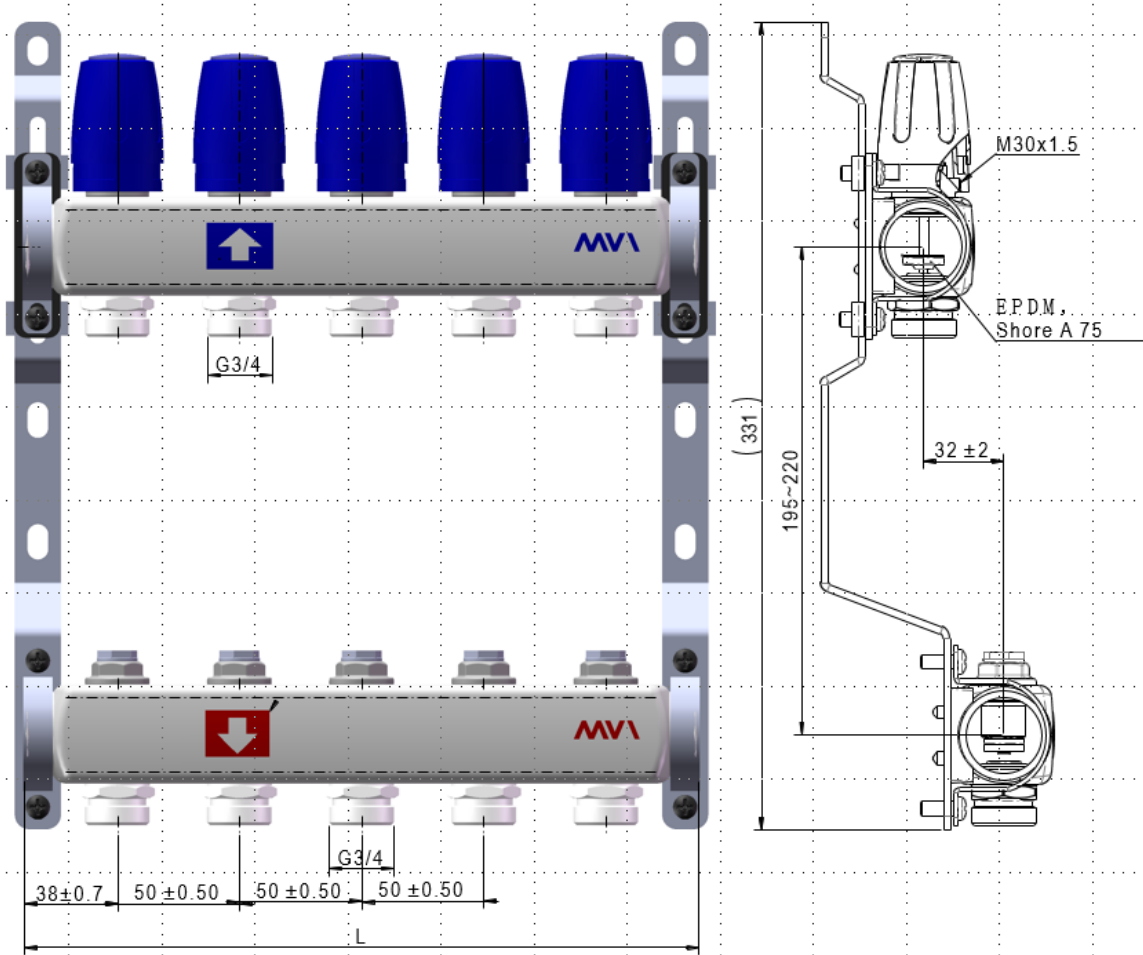 M30x1.5
MVI
EPDM,
Shore A 75
G3/4
(331)
32 ±2
195~220
MVI
G3/4
38±0.7
50 ±0.50
50 ±0.50
50 ±0.50
L